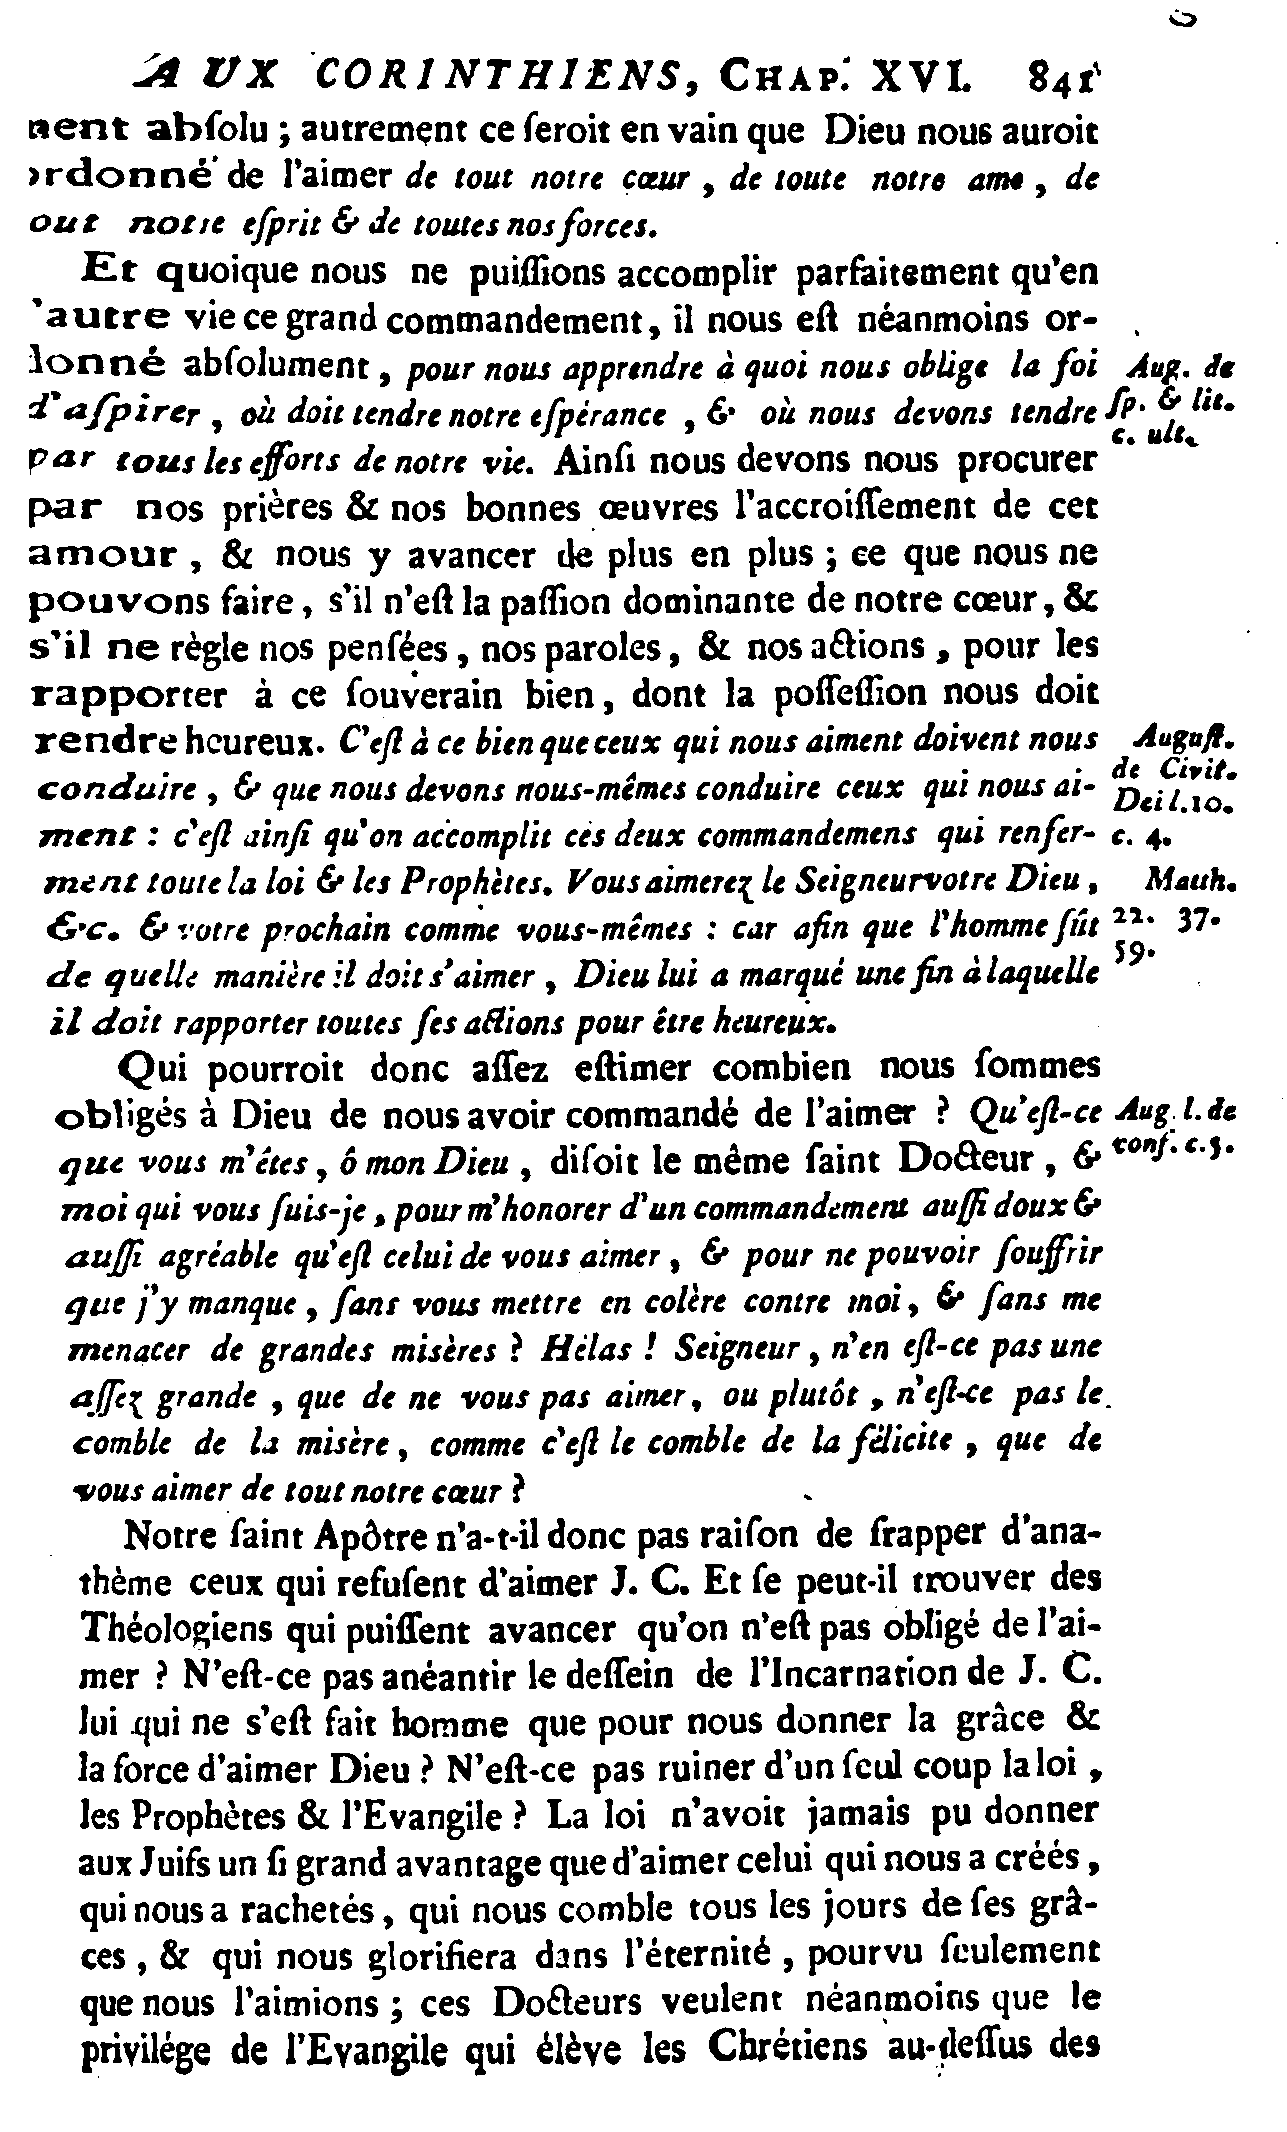 AUX CORINTHIENS, CHAP. XVI. 841
nent abſolu ; autrement ce ſeroit en vain que Dieu nous auroit
ordonné de l'aimer de tout notre cœur , de toute notre ame , de
out notre eſprit & de toutes nos forces.
Et quoique nous ne puiſſions accomplir parfaitement qu'en
'autre vie ce grand commandement, il nous eſt néanmoins or-
donné abſolument , pour nous apprendre à quoi nous oblige la foi
Aug. de
d'aſpirer , où doit tendre notre eſpérance , & où nous devons tendre
ſp. & lit.
c. ult.
par tous les efforts de notre vie. Ainſi nous devons nous procurer
par nos prières & nos bonnes œuvres l'accroiſſement de cet
amour , & nous y avancer de plus en plus ; ce que nous ne
pouvons faire , s'il n'eſt la paſſion dominante de notre cœur , &
s'il ne règle nos penſées , nos paroles , & nos actions , pour les
rapporter à ce ſouverain bien , dont la poſſeſſion nous doit
rendre heureux. C'eſt à ce bien que ceux qui nous aiment doivent nous
Auguſt.
conduire , & que nous devons nous-mêmes conduire ceux qui nous ai-
de Civit.
Dei l. 10.
ment : c'eſt ainſi qu'on accomplit ces deux commandemens qui renfer-
c. 4.
ment toute la loi & les Prophètes. Vous aimerez le Seigneur votre Dieu ,
Matth.
&c. & votre prochain comme vous-mêmes : car afin que l'homme ſût
22. 37.
de quelle manière il doit s'aimer , Dieu lui a marqué une fin à laquelle
39.
il doit rapporter toutes ſes actions pour être heureux.
Qui pourroit donc aſſez eſtimer combien nous ſommes
obligés à Dieu de nous avoir commandé de l'aimer ? Qu'eſt-ce
Aug. l. de
que vous m'êtes , ô mon Dieu , diſoit le même ſaint Docteur , &
conf. c. 5.
moi qui vous ſuis-je , pour m'honorer d'un commandement auſſi doux &
auſſi agréable qu'eſt celui de vous aimer , & pour ne pouvoir ſouffrir
que j'y manque , ſans vous mettre en colère contre moi , & ſans me
menacer de grandes misères ? Hélas ! Seigneur , n'en eſt-ce pas une
aſſez grande , que de ne vous pas aimer , ou plutôt , n'eſt-ce pas le
comble de la misère , comme c'eſt le comble de la félicité , que de
vous aimer de tout notre cœur ?
Notre ſaint Apôtre n'a-t-il donc pas raiſon de frapper d'ana-
thème ceux qui refuſent d'aimer J. C. Et ſe peut-il trouver des
Théologiens qui puiſſent avancer qu'on n'eſt pas obligé de l'ai-
mer ? N'eſt-ce pas anéantir le deſſein de l'Incarnation de J. C.
lui qui ne s'eſt fait homme que pour nous donner la grâce &
la force d'aimer Dieu ? N'eſt-ce pas ruiner d'un ſeul coup la loi ,
les Prophètes & l'Evangile ? La loi n'avoit jamais pu donner
aux Juifs un ſi grand avantage que d'aimer celui qui nous a créés ,
qui nous a rachetés , qui nous comble tous les jours de ſes grâ-
ces , & qui nous glorifiera dans l'éternité , pourvu ſeulement
que nous l'aimions ; ces Docteurs veulent néanmoins que le
privilége de l'Evangile qui élève les Chrétiens au-deſſus des